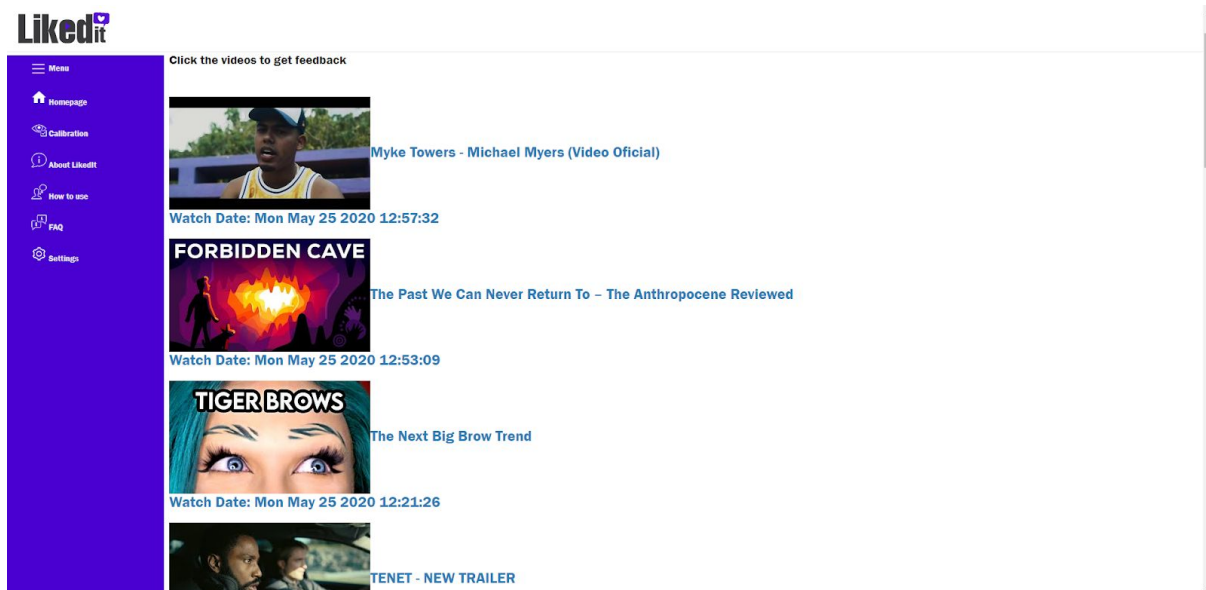 Likedit
Click the videos to get feedback
Menu
Homepage
Calibration
About LikedIt
How to use
FAQ
Settings
Myke Towers - Michael Myers (Video Oficial)
Watch Date: Mon May 25 2020 12:57:32
FORBIDDEN CAVE
The Past We Can Never Return To – The Anthropocene Reviewed
Watch Date: Mon May 25 2020 12:53:09
TIGER BROWS
The Next Big Brow Trend
Watch Date: Mon May 25 2020 12:21:26
TENET - NEW TRAILER